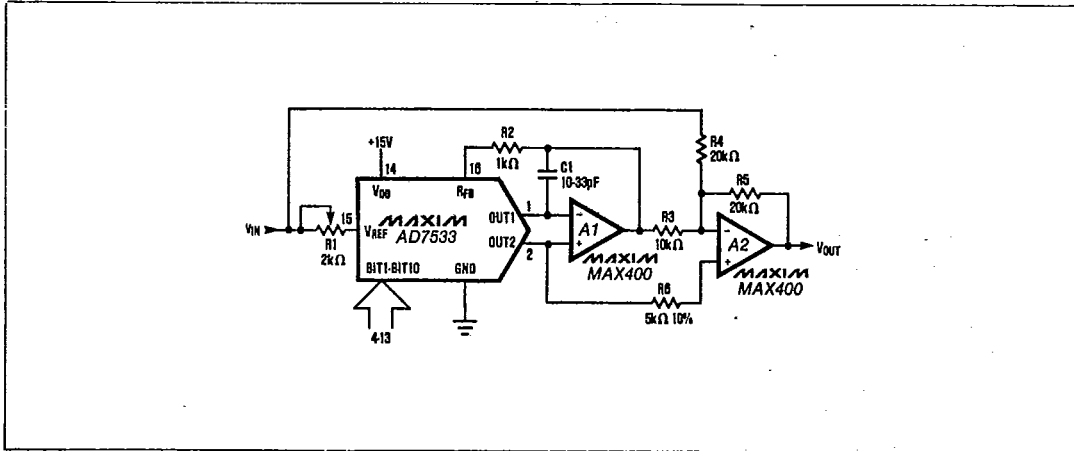 +15V
14
R2
1kΩ
16
C1
10-33pF
R4
20kΩ
R5
20kΩ
VDD
RFB
VIN
R1
2kΩ
15
VREF
MAXIM
AD7533
OUT1
1
OUT2
2
BIT1-BIT10
GND
4-13
-
A1
+
MAXIM
MAX400
R3
10kΩ
R6
5kΩ 10%
-
A2
+
MAXIM
MAX400
VOUT